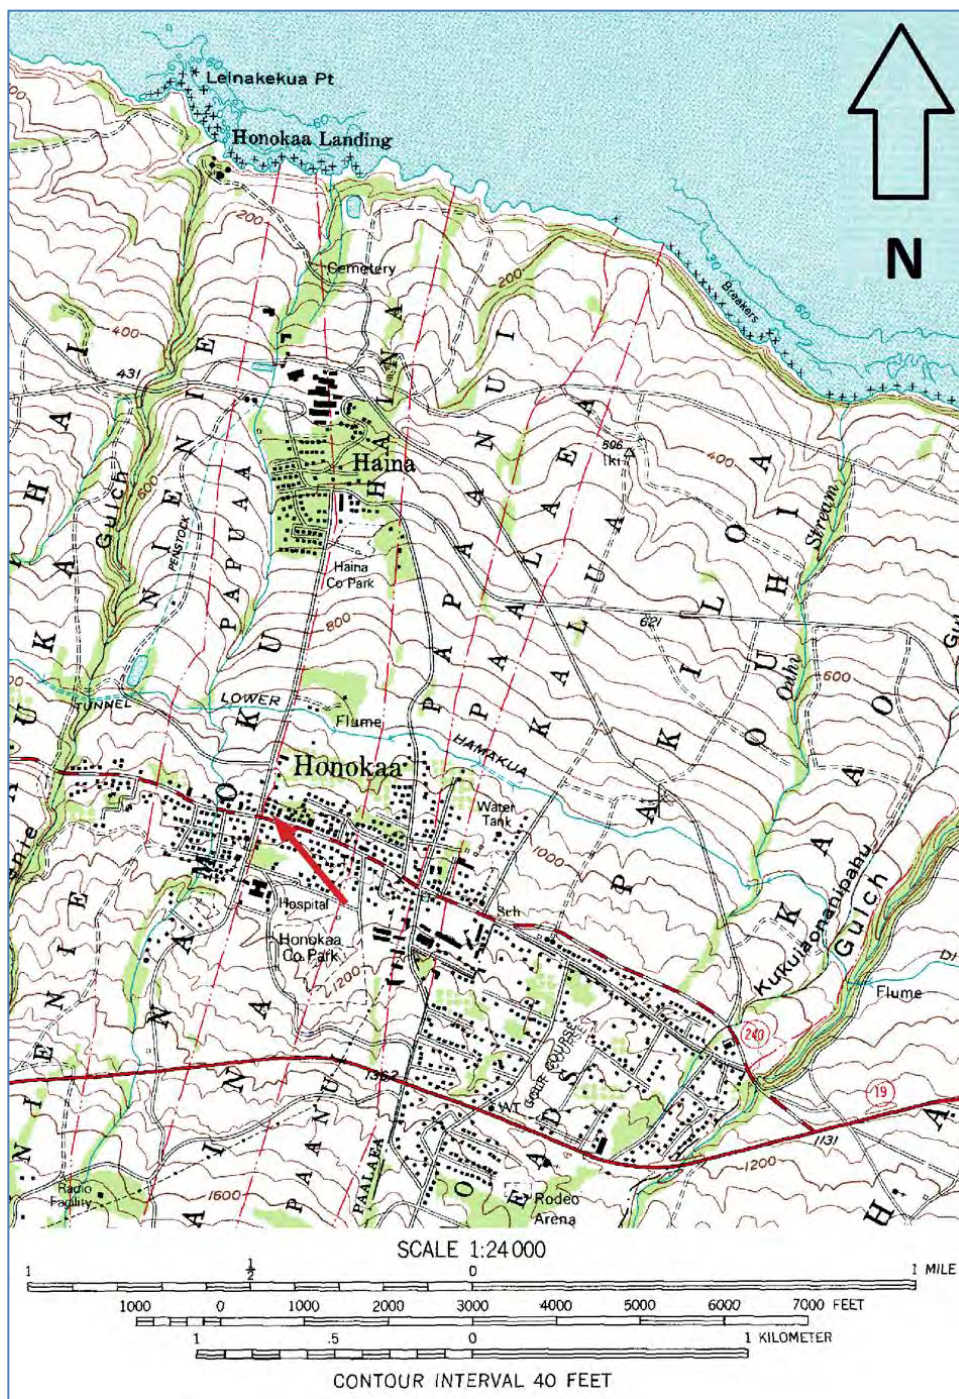 Leinakekua Pt
Honokaa Landing
N
200
Cemetery
200
30
60
Breakers
400
431
Haina
506
400
Gulch
600
PENSTOCK
PAPUAA
Haina
Co Park
800
621
Stream
600
TUNNEL
LOWER
Flume
HAMAKUA
Honokaa
Water
Tank
1000
Hospital
Sch
Honokaa
Co Park
1200
Kukuiaonanipahu
Gulch
Flume
GOLF COURSE
240
1362
WT
19
1131
1200
Radio
Facility
1600
PAALAEA
Rodeo
Arena
SCALE 1:24 000
1 ½ 0 1 MILE
1000 0 1000 2000 3000 4000 5000 6000 7000 FEET
1 .5 0 1 KILOMETER
CONTOUR INTERVAL 40 FEET